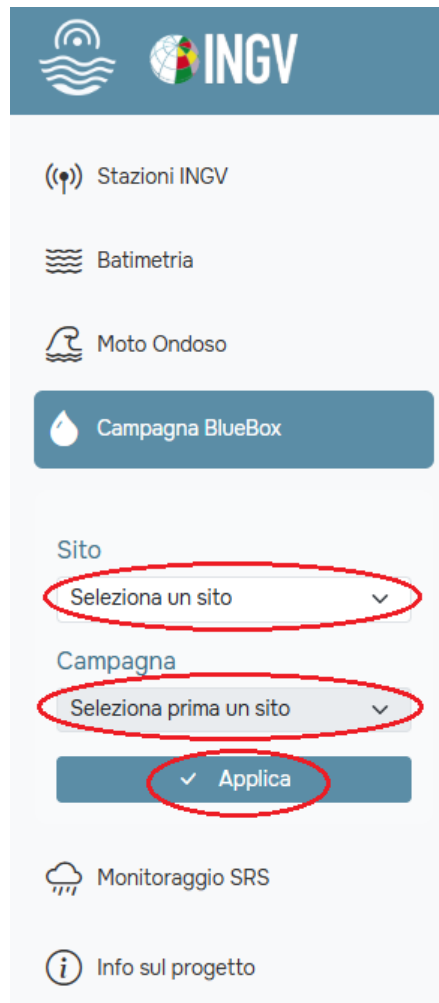 INGV
Stazioni INGV
Batimetria
Moto Ondoso
Campagna BlueBox
Sito
Seleziona un sito
Campagna
Seleziona prima un sito
Applica
Monitoraggio SRS
Info sul progetto